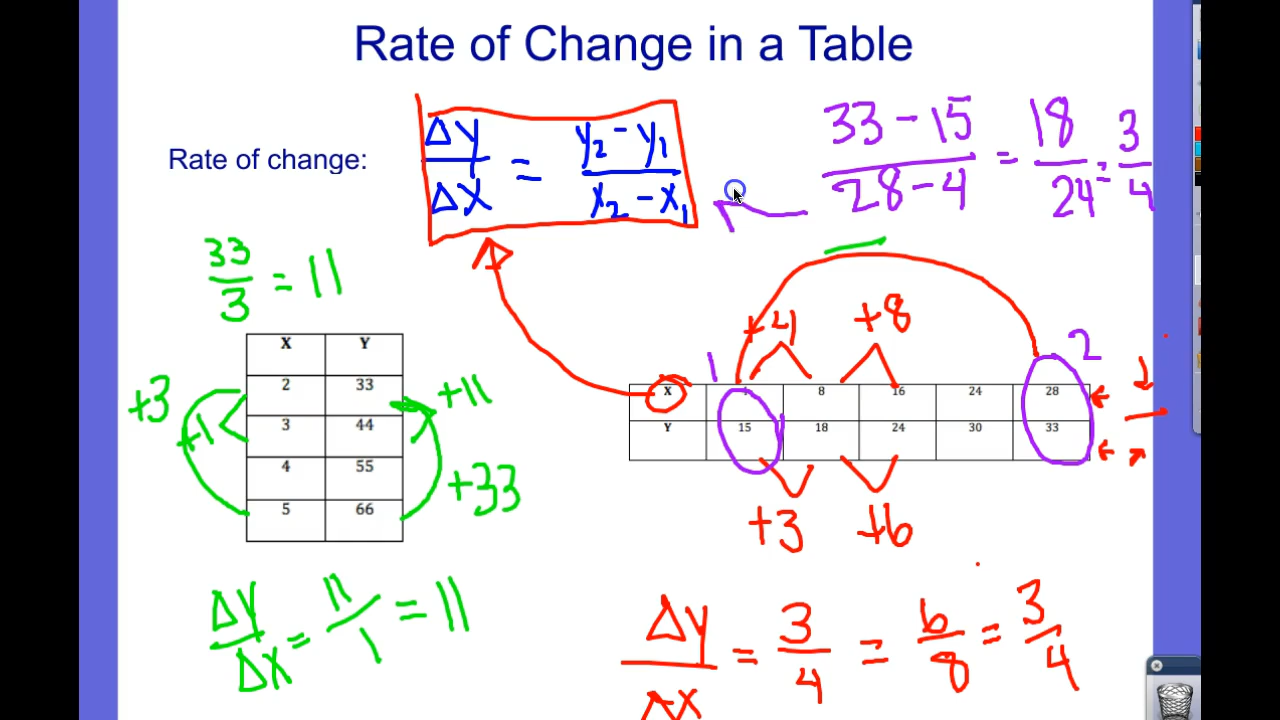 Rate of Change in a Table
Rate of change:
ΔY/ΔX = y₂ - y₁/x₂ - x₁
33 - 15/28 - 4 = 18/24 = 3/4
33/3 = 11
X Y
2 33
3 44
4 55
5 66
+3
+1
+11
+33
ΔY/ΔX = 11/1 = 11
+4 +8
1 2
X 4 8 16 24 28
Y 15 18 24 30 33
+3 +6
ΔY/ΔX = 3/4 = 6/8 = 3/4